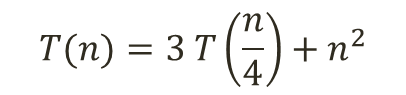 T(n) = 3 T(n/4) + n²